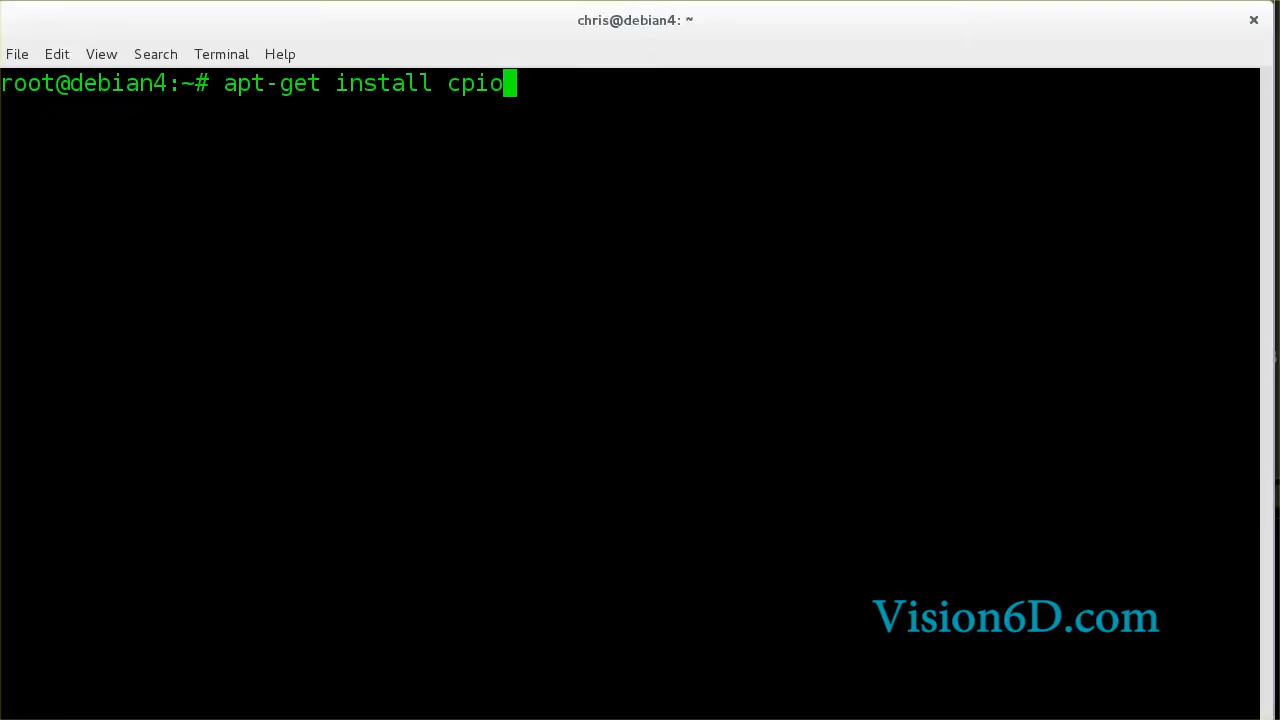 chris@debian4: ~ ×
File Edit View Search Terminal Help
root@debian4:~# apt-get install cpio
Vision6D.com